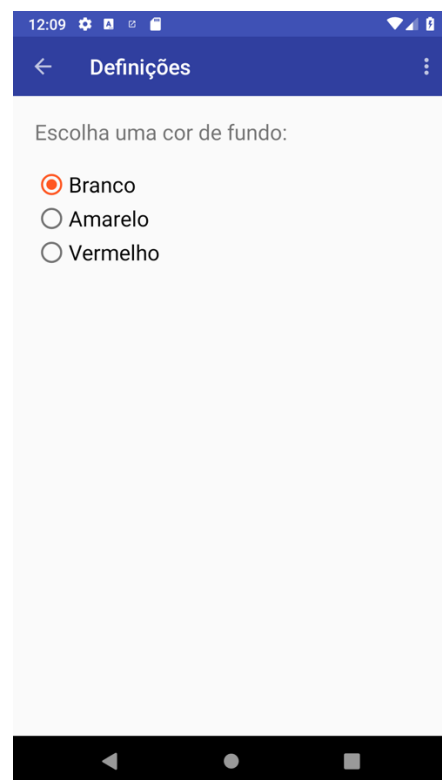 12:09
Definições
Escolha uma cor de fundo:
Branco
Amarelo
Vermelho